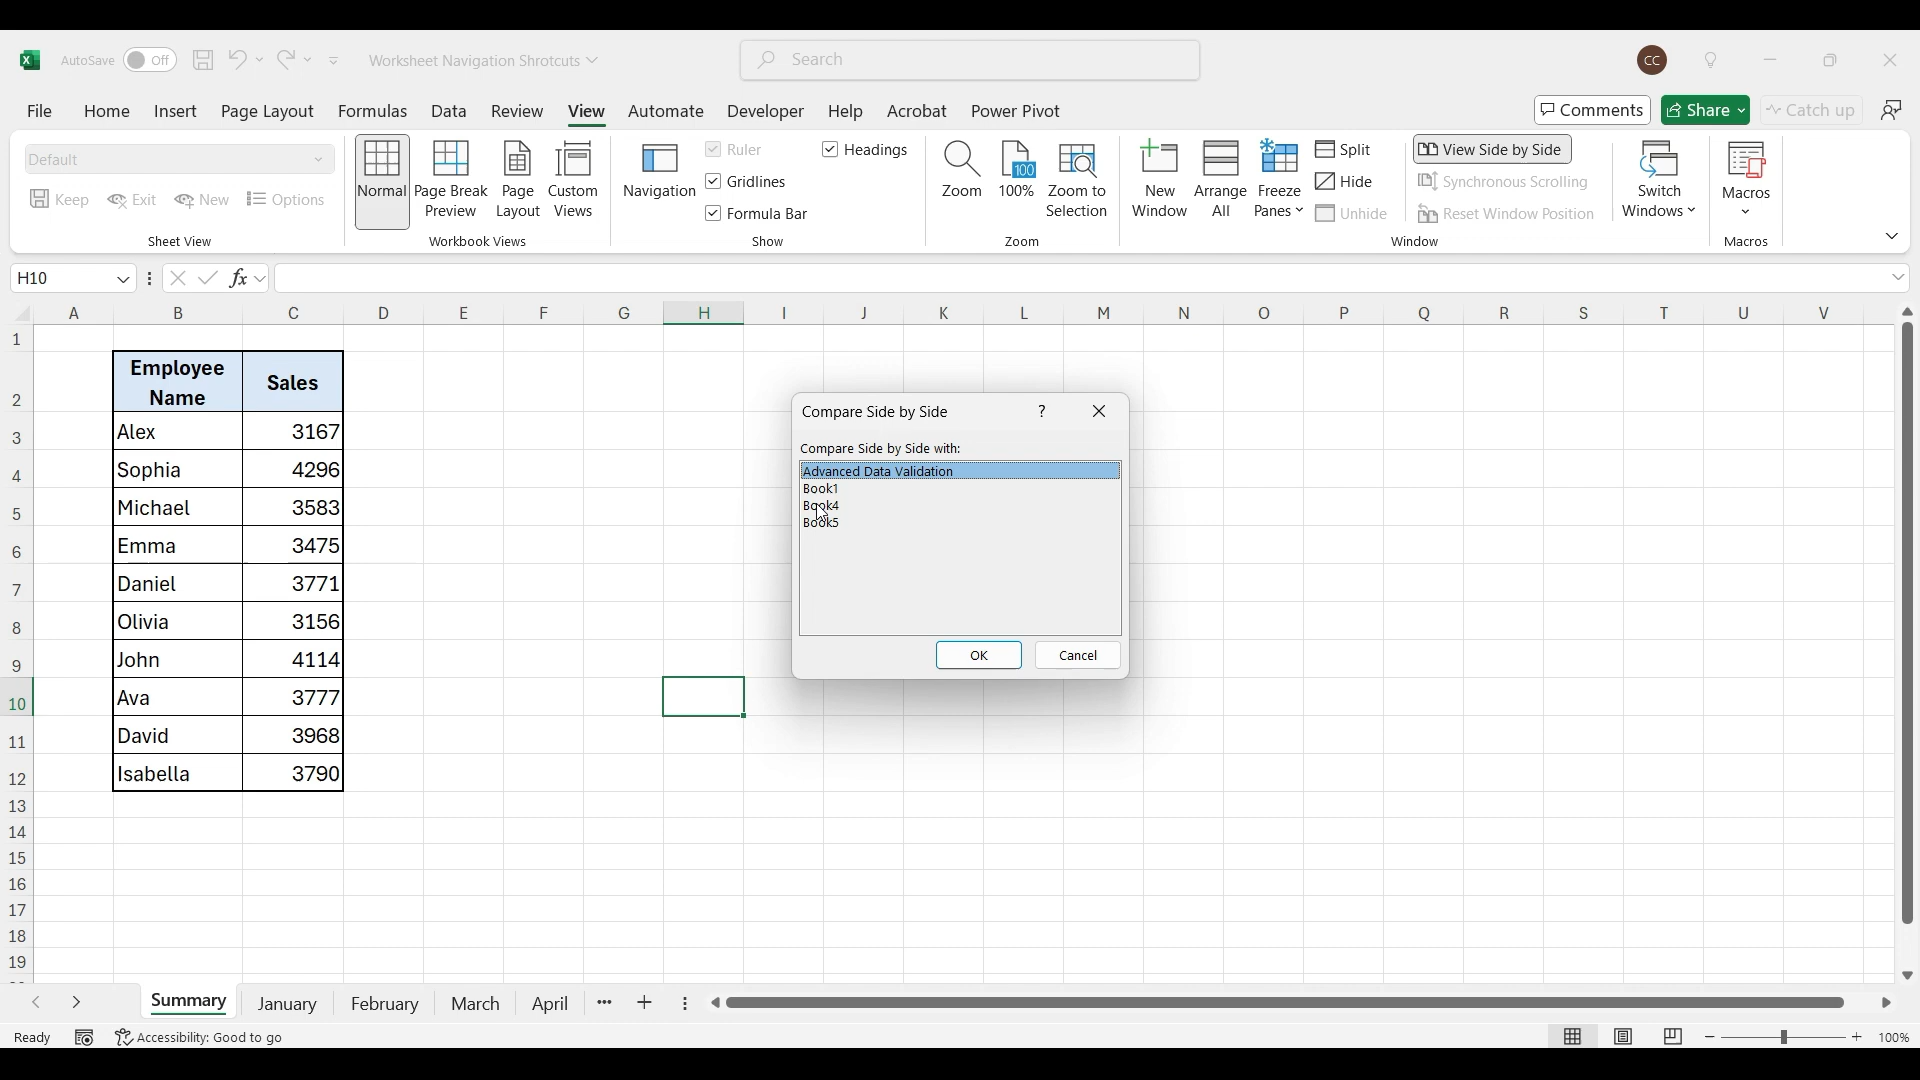 AutoSave Off Worksheet Navigation Shrotcuts Search CC
File Home Insert Page Layout Formulas Data Review View Automate Developer Help Acrobat Power Pivot Comments Share Catch up
Default
Keep Exit New Options
Sheet View
Normal
Page Break
Preview
Page
Layout
Custom
Views
Workbook Views
Navigation
Ruler
Gridlines
Formula Bar
Headings
Show
Zoom
100
100%
Zoom to
Selection
Zoom
New
Window
Arrange
All
Freeze
Panes
Split
Hide
Unhide
View Side by Side
Synchronous Scrolling
Reset Window Position
Switch
Windows
Window
Macros
Macros
H10 fx
A B C D E F G H I J K L M N O P Q R S T U V
1
2 Employee
Name Sales
3 Alex 3167
4 Sophia 4296
5 Michael 3583
6 Emma 3475
7 Daniel 3771
8 Olivia 3156
9 John 4114
10 Ava 3777
11 David 3968
12 Isabella 3790
13
14
15
16
17
18
19
Compare Side by Side ?
Compare Side by Side with:
Advanced Data Validation
Book1
Book4
Book5
OK Cancel
Summary January February March April
Ready Accessibility: Good to go 100%